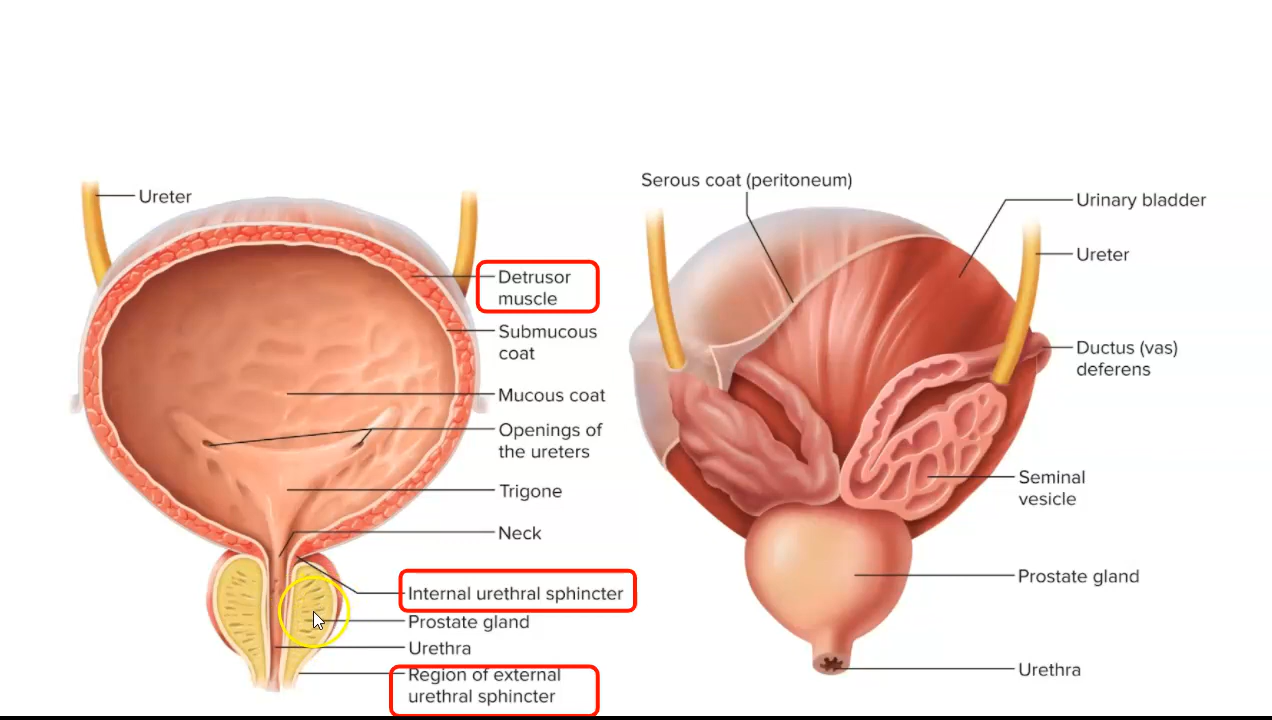 Ureter
Detrusor
muscle
Submucous
coat
Mucous coat
Openings of
the ureters
Trigone
Neck
Internal urethral sphincter
Prostate gland
Urethra
Region of external
urethral sphincter
Serous coat (peritoneum)
Urinary bladder
Ureter
Ductus (vas)
deferens
Seminal
vesicle
Prostate gland
Urethra